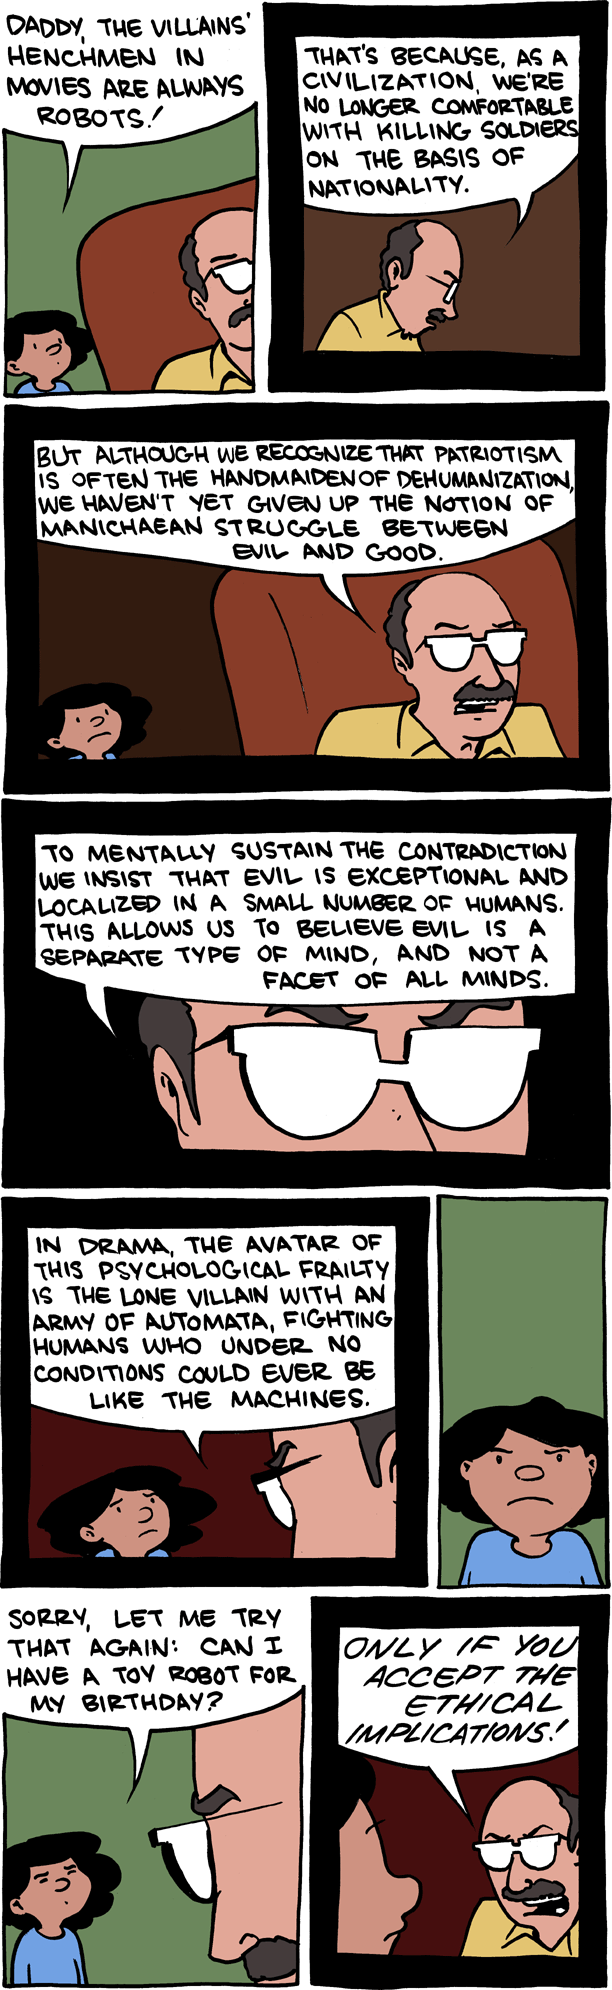 DADDY, THE VILLAINS'
HENCHMEN IN
MOVIES ARE ALWAYS
ROBOTS!
THAT'S BECAUSE, AS A
CIVILIZATION, WE'RE
NO LONGER COMFORTABLE
WITH KILLING SOLDIERS
ON THE BASIS OF
NATIONALITY.
BUT ALTHOUGH WE RECOGNIZE THAT PATRIOTISM
IS OFTEN THE HANDMAIDEN OF DEHUMANIZATION,
WE HAVEN'T YET GIVEN UP THE NOTION OF
MANICHAEAN STRUGGLE BETWEEN
EVIL AND GOOD.
TO MENTALLY SUSTAIN THE CONTRADICTION
WE INSIST THAT EVIL IS EXCEPTIONAL AND
LOCALIZED IN A SMALL NUMBER OF HUMANS.
THIS ALLOWS US TO BELIEVE EVIL IS A
SEPARATE TYPE OF MIND, AND NOT A
FACET OF ALL MINDS.
IN DRAMA, THE AVATAR OF
THIS PSYCHOLOGICAL FRAILTY
IS THE LONE VILLAIN WITH AN
ARMY OF AUTOMATA, FIGHTING
HUMANS WHO UNDER NO
CONDITIONS COULD EVER BE
LIKE THE MACHINES.
SORRY, LET ME TRY
THAT AGAIN: CAN I
HAVE A TOY ROBOT FOR
MY BIRTHDAY?
ONLY IF YOU
ACCEPT THE
ETHICAL
IMPLICATIONS!